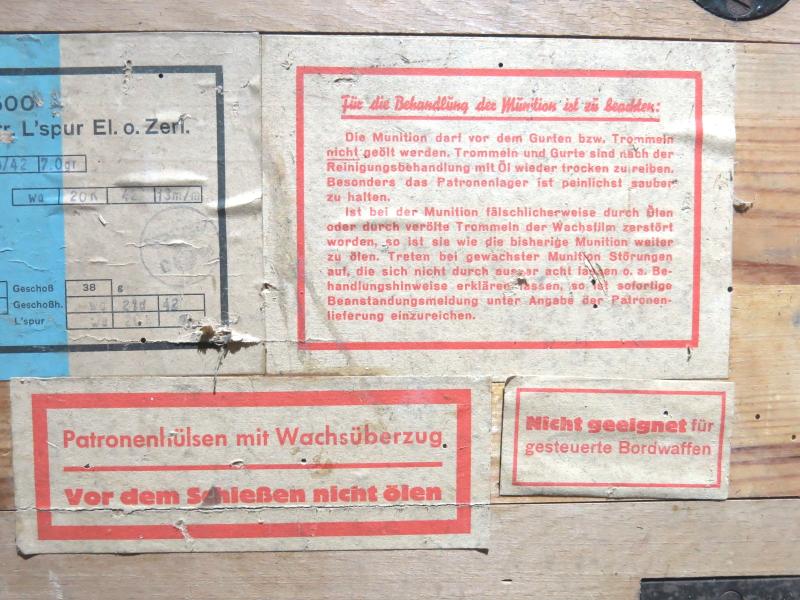 500
L'spur El. o. Zerl.
/42 7.0gr
wa 20K 42 13m/m
Geschoß 38 g
Geschoßh. 42
L'spur
Für die Behandlung der Munition ist zu beachten:
Die Munition darf vor dem Gurten bzw. Trommeln
nicht geölt werden. Trommeln und Gurte sind nach der
Reinigungsbehandlung mit Öl wieder trocken zu reiben.
Besonders das Patronenlager ist peinlichst sauber
zu halten.
Ist bei der Munition fälschlicherweise durch Ölen
oder durch verölte Trommeln der Wachsfilm zerstört
worden, so ist sie wie die bisherige Munition weiter
zu ölen. Treten bei gewachster Munition Störungen
auf, die sich nicht durch ausser acht lassen o. a. Be-
handlungshinweise erklären lassen, so ist sofortige
Beanstandungsmeldung unter Angabe der Patronen-
lieferung einzureichen.
Patronenhülsen mit Wachsüberzug
Vor dem Schießen nicht ölen
Nicht geeignet für
gesteuerte Bordwaffen